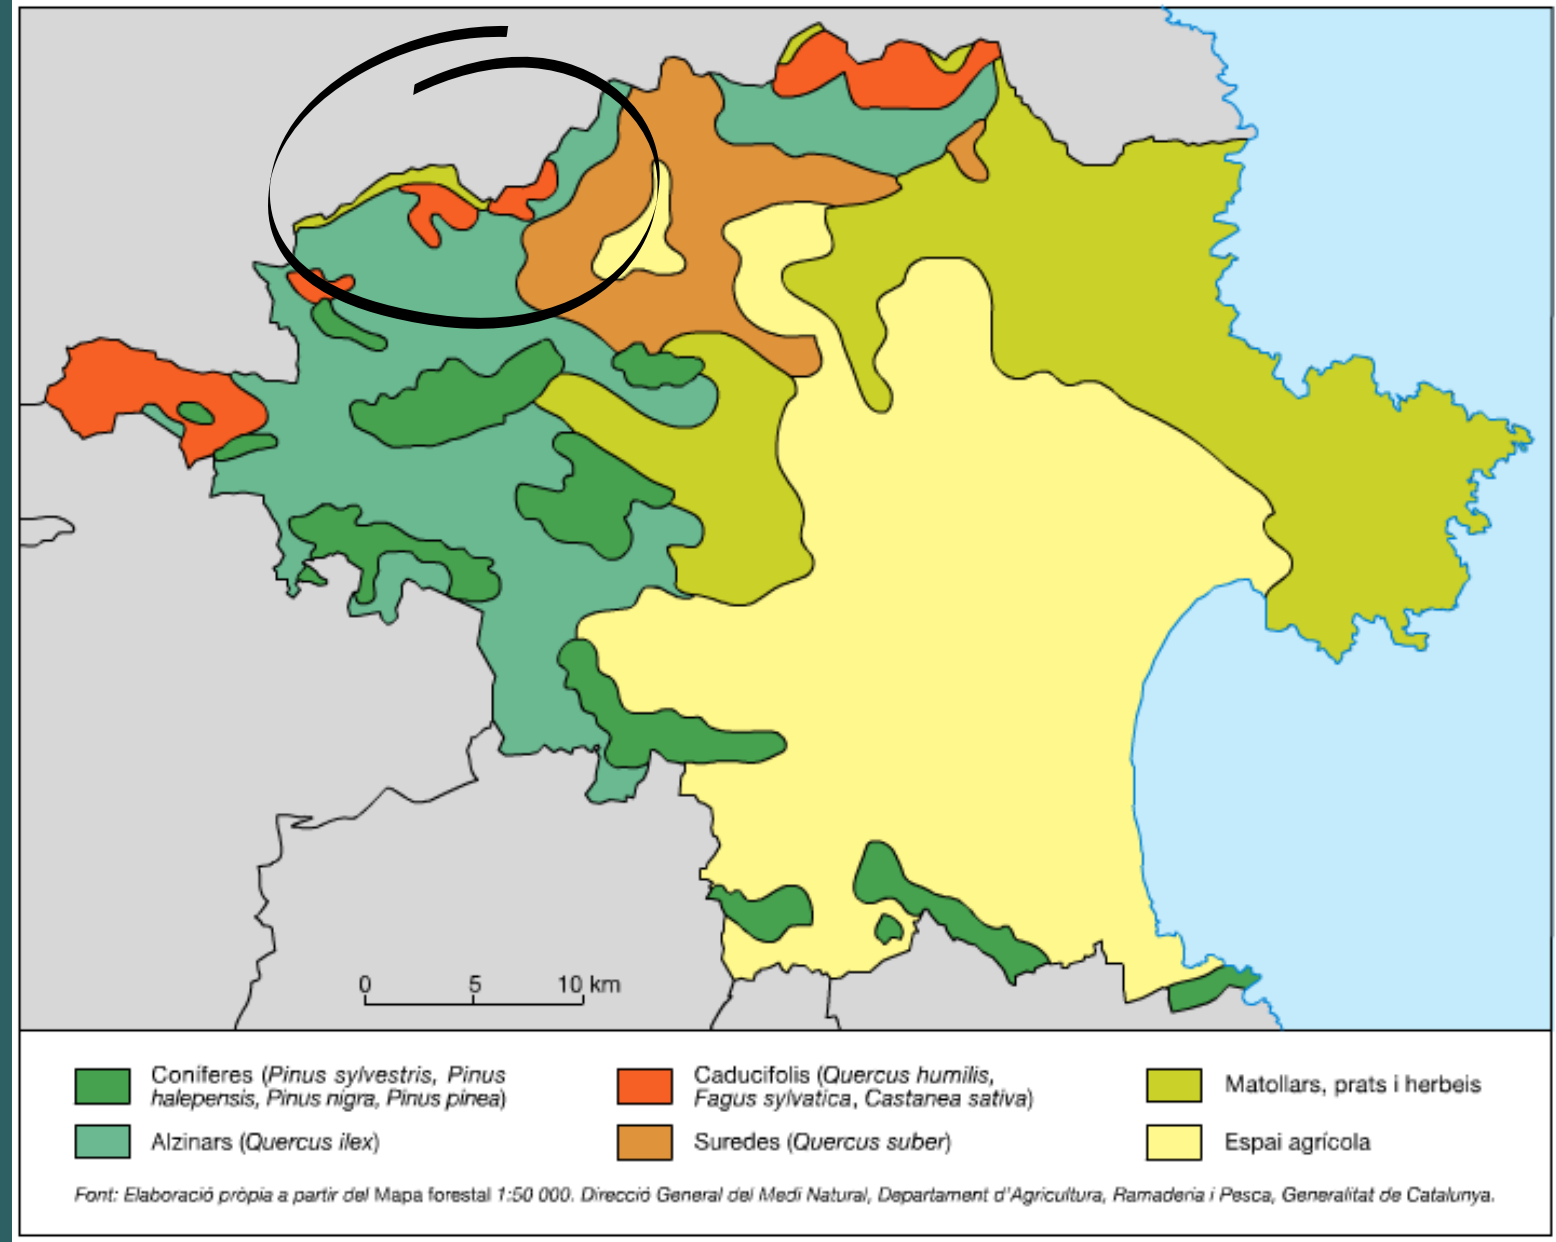 0 5 10 km
Coníferes (Pinus sylvestris, Pinus
halepensis, Pinus nigra, Pinus pinea)
Caducifolis (Quercus humilis,
Fagus sylvatica, Castanea sativa)
Matollars, prats i herbeis
Alzinars (Quercus ilex)
Suredes (Quercus suber)
Espai agrícola
Font: Elaboració pròpia a partir del Mapa forestal 1:50 000. Direcció General del Medi Natural, Departament d'Agricultura, Ramaderia i Pesca, Generalitat de Catalunya.